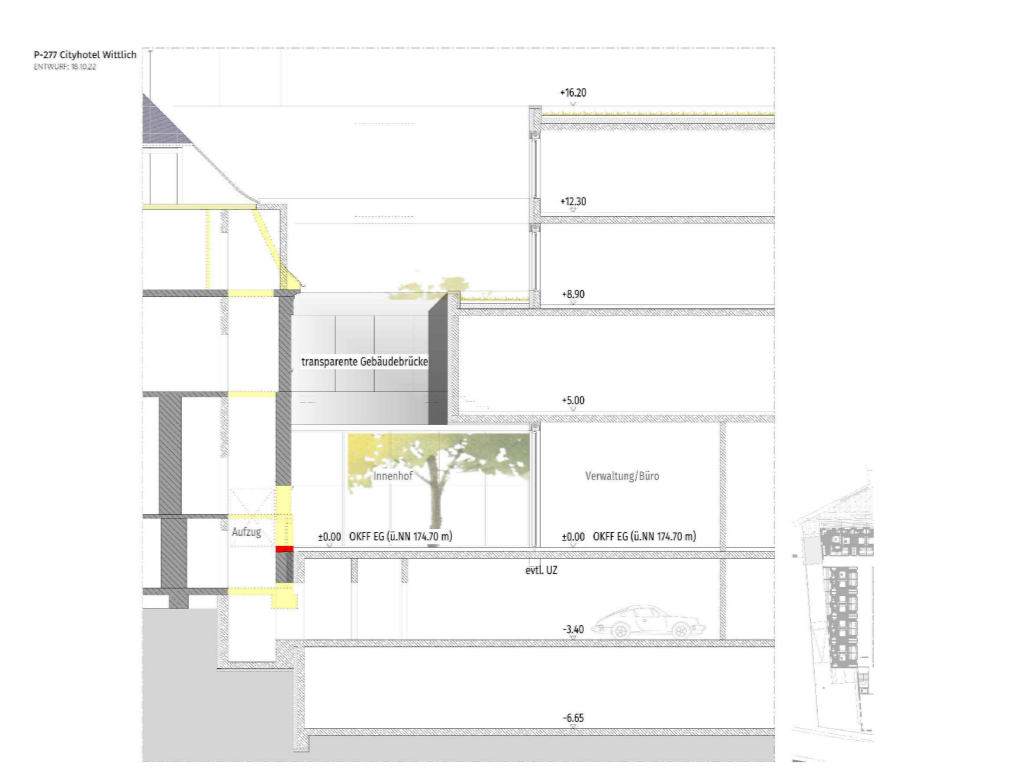 P-277 Cityhotel Wittlich
ENTWURF: 18.10.22
+16.20
+12.30
+8.90
transparente Gebäudebrücke
+5.00
Innenhof
Verwaltung/Büro
Aufzug
±0.00 OKFF EG (ü.NN 174.70 m)
±0.00 OKFF EG (ü.NN 174.70 m)
evtl. UZ
-3.40
-6.65